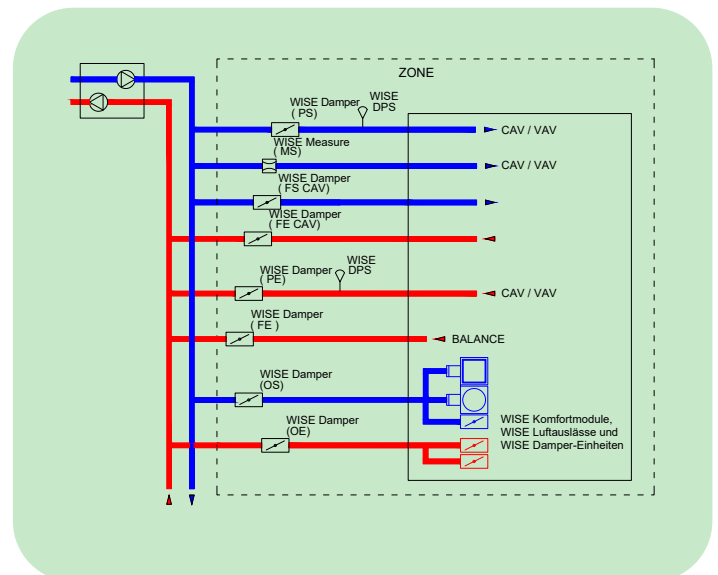 ZONE
WISE Damper
( PS)
WISE
DPS
CAV / VAV
WISE Measure
( MS)
CAV / VAV
WISE Damper
( FS CAV)
WISE Damper
( FE CAV)
WISE Damper
( PE)
WISE
DPS
CAV / VAV
WISE Damper
( FE )
BALANCE
WISE Damper
(OS)
WISE Komfortmodule,
WISE Luftauslässe und
WISE Damper-Einheiten
WISE Damper
(OE)